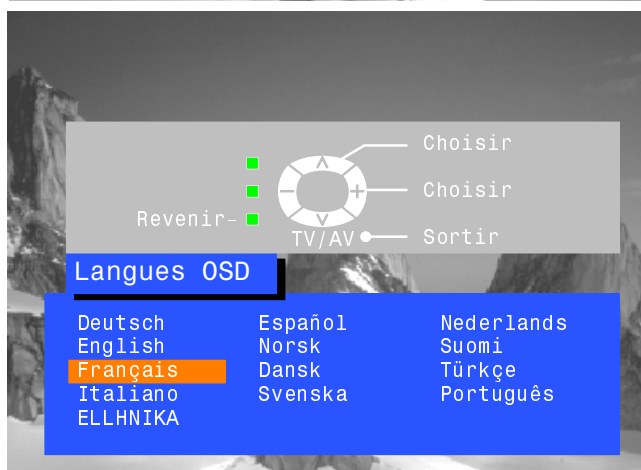 Choisir
Choisir
Revenir
TV/AV
Sortir
Langues OSD
Deutsch Español Nederlands
English Norsk Suomi
Français Dansk Türkçe
Italiano Svenska Português
ELLHNIKA